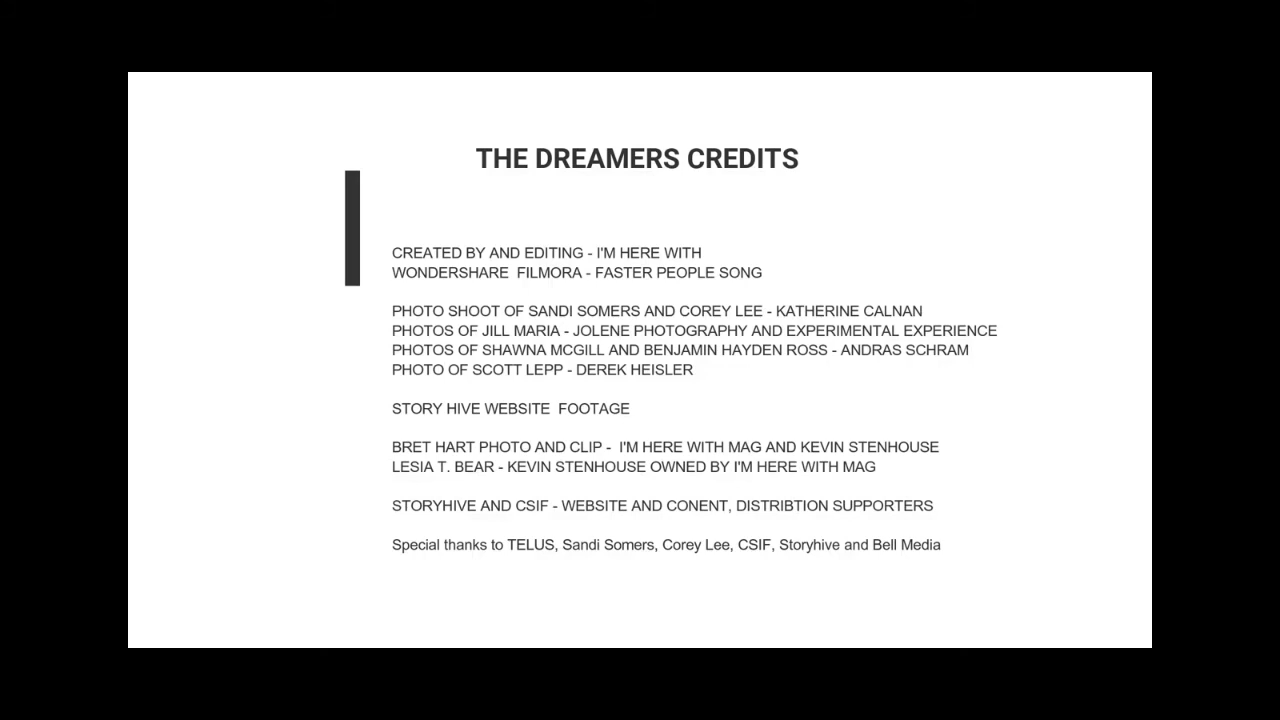 THE DREAMERS CREDITS
CREATED BY AND EDITING - I'M HERE WITH
WONDERSHARE  FILMORA - FASTER PEOPLE SONG
PHOTO SHOOT OF SANDI SOMERS AND COREY LEE - KATHERINE CALNAN
PHOTOS OF JILL MARIA - JOLENE PHOTOGRAPHY AND EXPERIMENTAL EXPERIENCE
PHOTOS OF SHAWNA MCGILL AND BENJAMIN HAYDEN ROSS - ANDRAS SCHRAM
PHOTO OF SCOTT LEPP - DEREK HEISLER
STORY HIVE WEBSITE  FOOTAGE
BRET HART PHOTO AND CLIP -  I'M HERE WITH MAG AND KEVIN STENHOUSE
LESIA T. BEAR - KEVIN STENHOUSE OWNED BY I'M HERE WITH MAG
STORYHIVE AND CSIF - WEBSITE AND CONENT, DISTRIBTION SUPPORTERS
Special thanks to TELUS, Sandi Somers, Corey Lee, CSIF, Storyhive and Bell Media